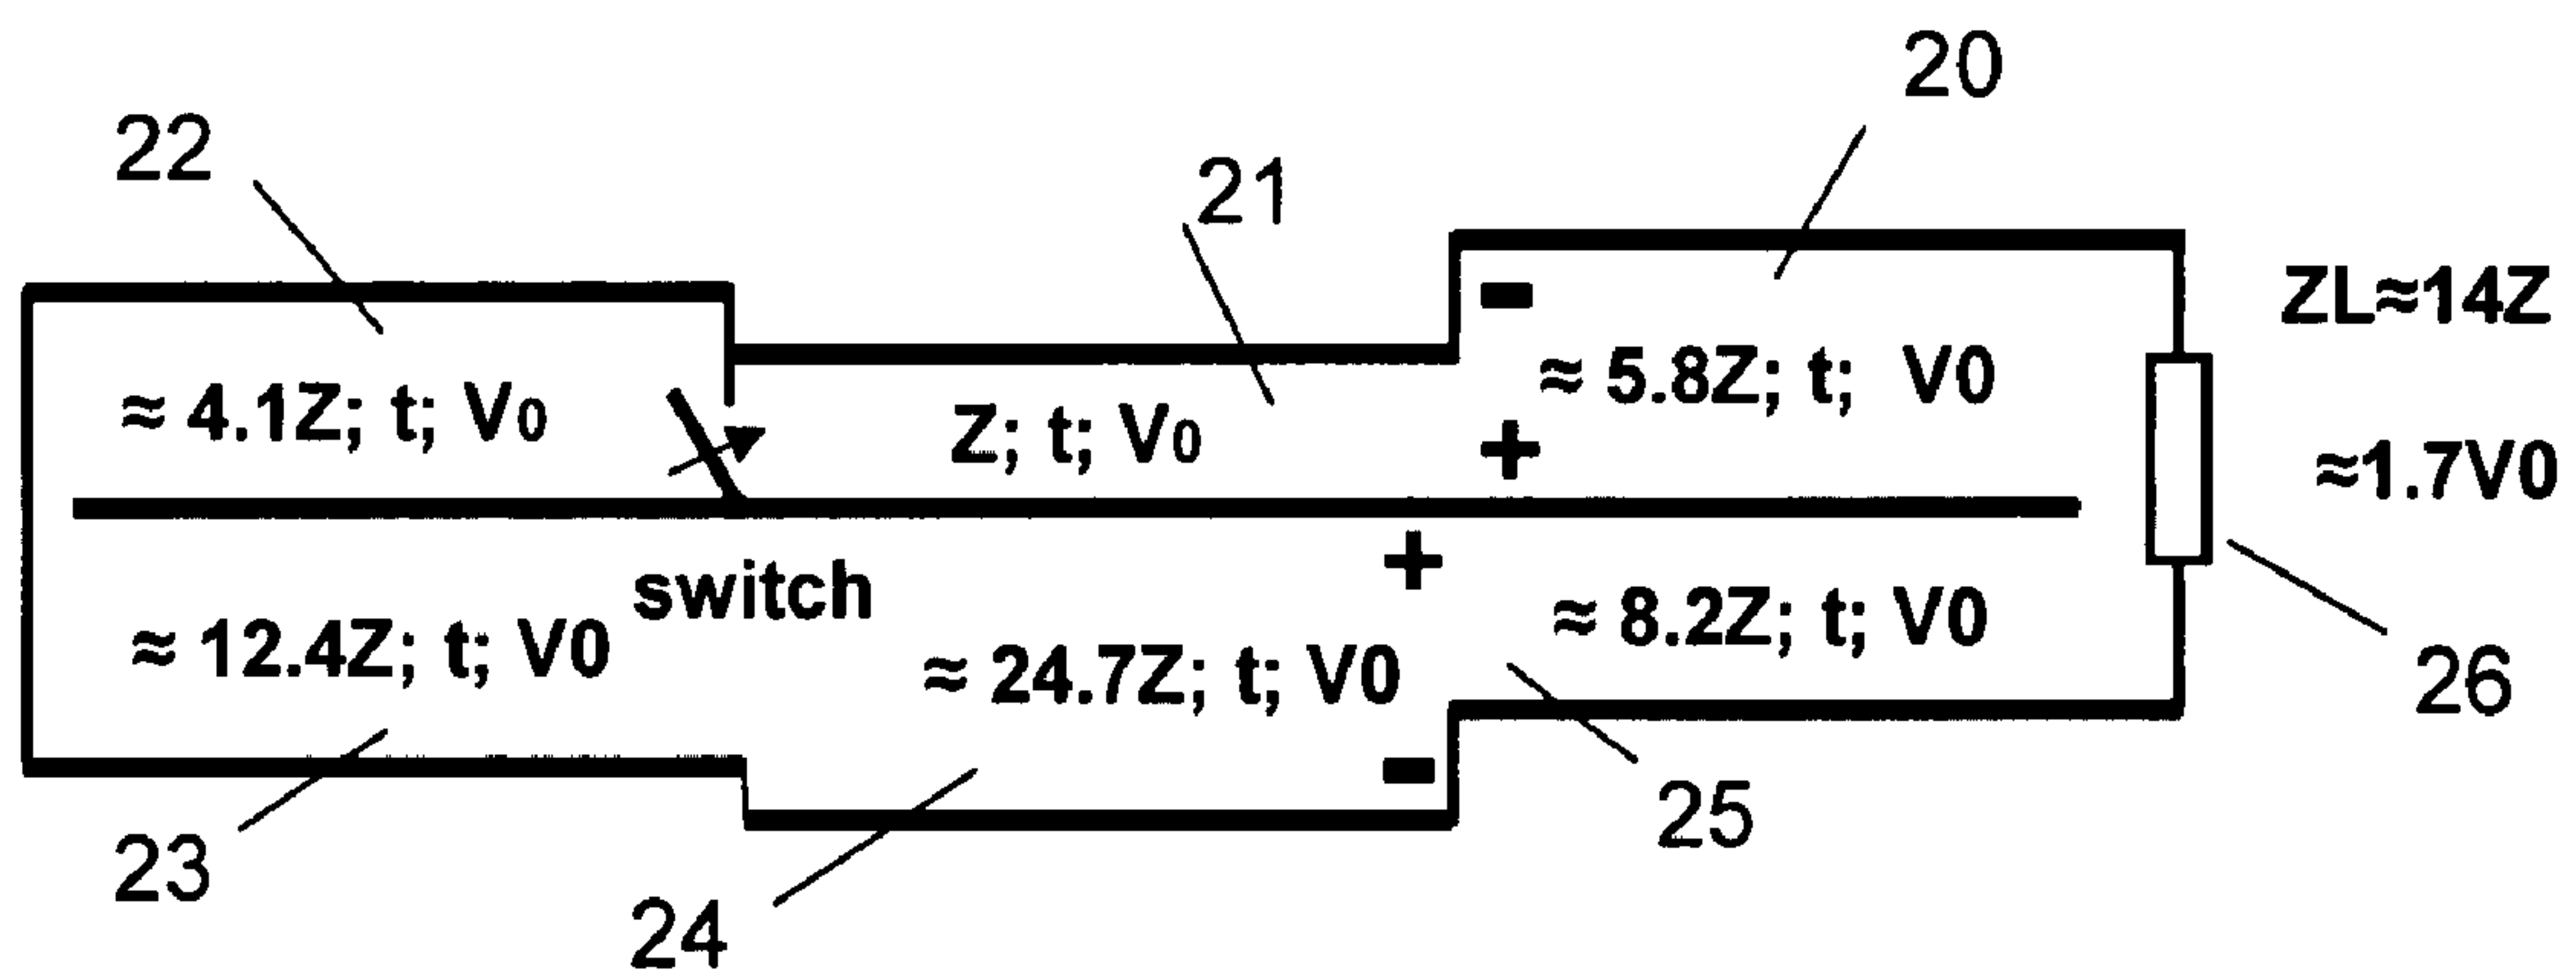 20
22
21
ZL≈14Z
≈ 4.1Z; t; V0
Z; t; V0
-
≈ 5.8Z; t; V0
+
≈1.7V0
switch
+
≈ 12.4Z; t; V0
≈ 24.7Z; t; V0
≈ 8.2Z; t; V0
-
26
23
24
25